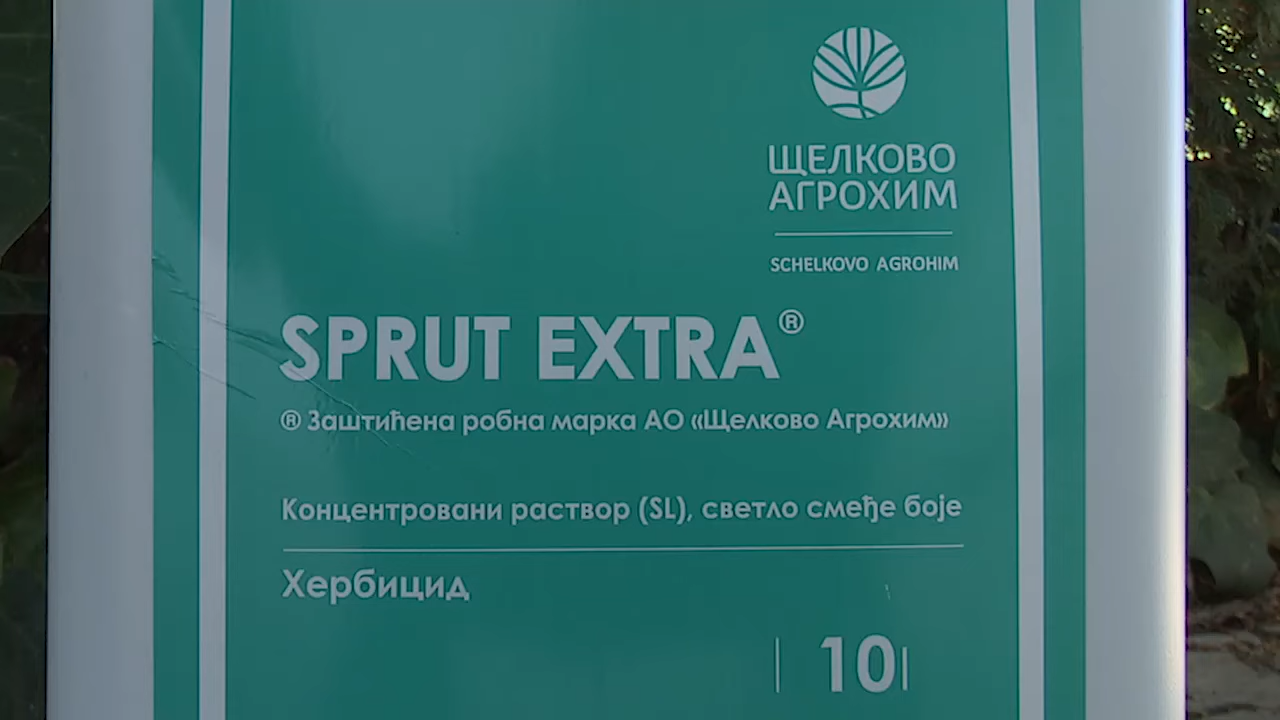 ЩЕЛКОВО
АГРОХИМ
SCHELKOVO AGROHIM
SPRUT EXTRA®
® Заштићена робна марка АО «Щелково Агрохим»
Концентровани раствор (SL), светло смеђе боје
Хербицид
10l